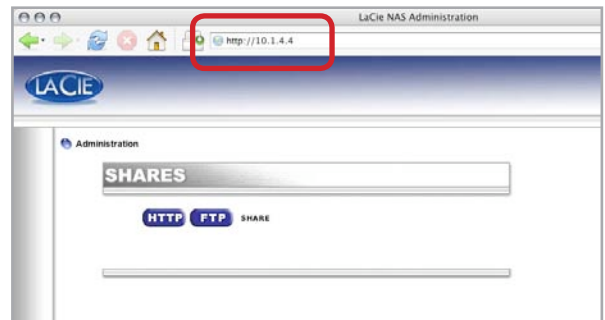 LaCie NAS Administration
http://10.1.4.4
LACIE
Administration
SHARES
HTTP FTP SHARE